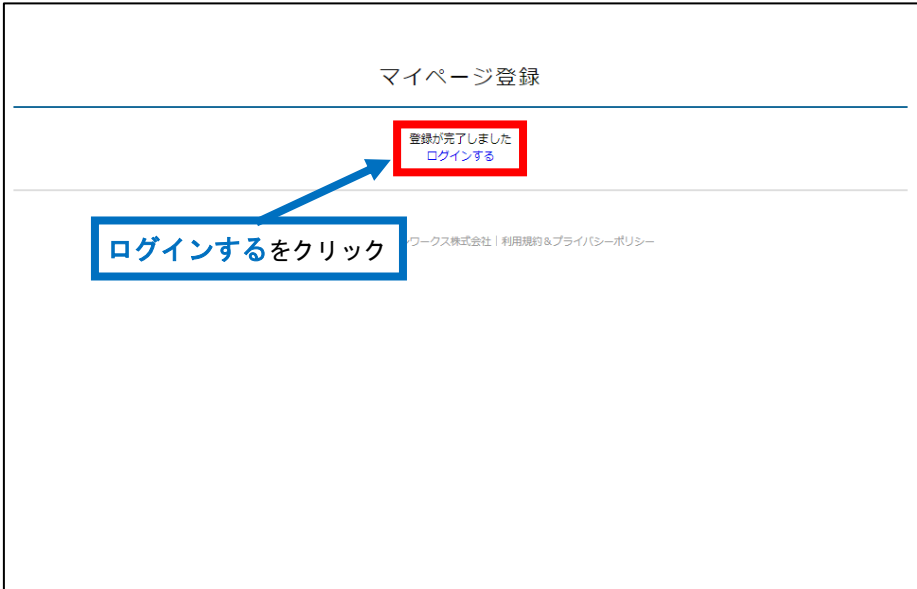 マイページ登録
登録が完了しました
ログインする
ログインするをクリック
ワークス株式会社｜利用規約&プライバシーポリシー